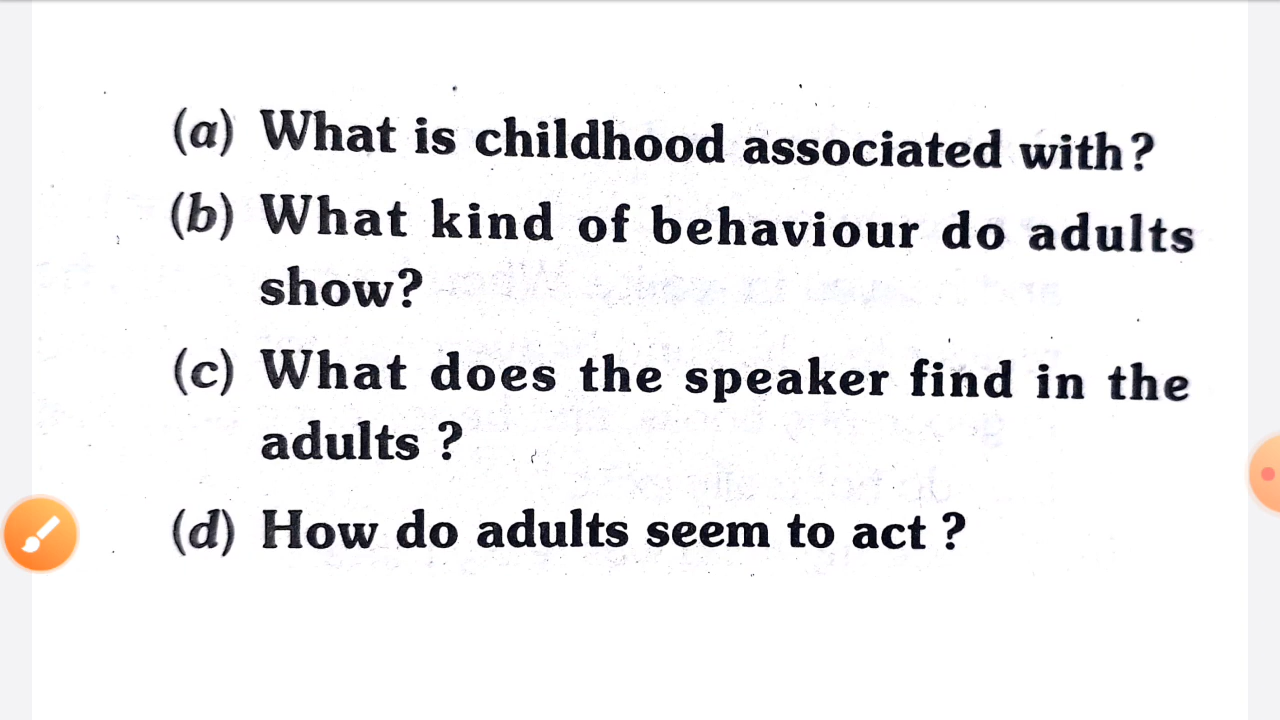 (a) What is childhood associated with?
(b) What kind of behaviour do adults
show?
(c) What does the speaker find in the
adults ?
(d) How do adults seem to act ?